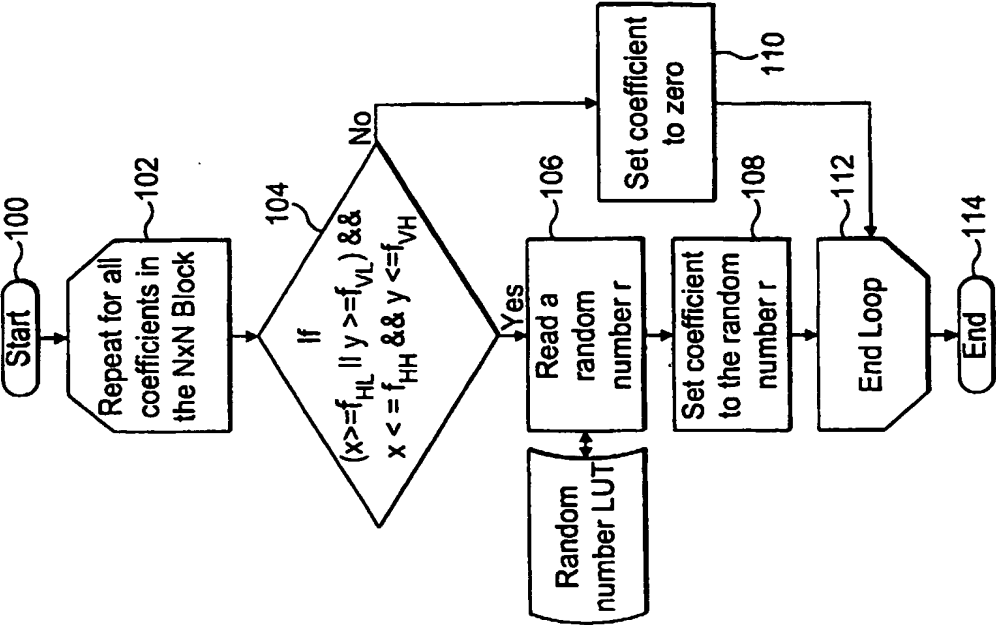 Start
100
Repeat for all
coefficients in
the NxN Block
102
If
(x>=f_HL || y >=f_VL) &&
x < = f_HH && y <=f_VH
104
No
Yes
Set coefficient
to zero
110
Read a
random
number r
106
Random
number LUT
Set coefficient
to the random
number r
108
End Loop
112
End
114